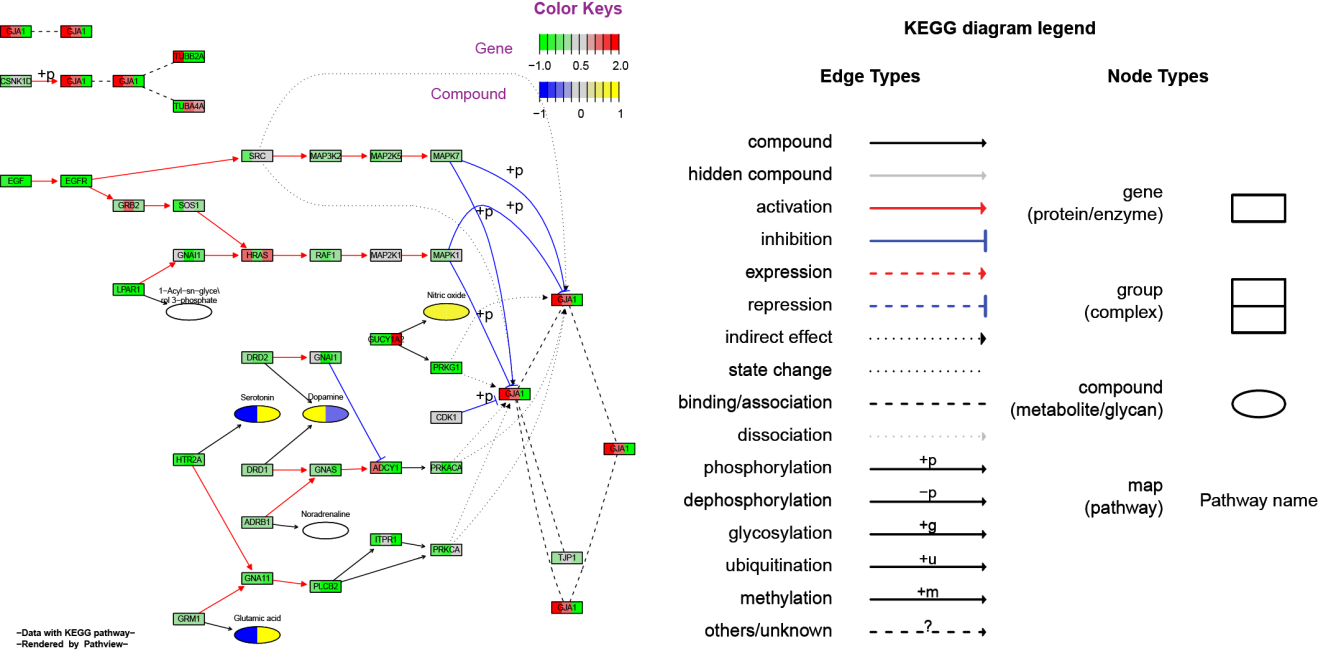 Color Keys
Gene
−1.0 0.5 2.0
Compound
−1 0 1
GJA1 GJA1
TUBB2A
CSNK1D +p GJA1 GJA1
TUBA4A
SRC MAP3K2 MAP2K5 MAPK7
+p
EGF EGFR
GRB2 SOS1
+p +p
GNAI1 HRAS RAF1 MAP2K1 MAPK1
LPAR1
1−Acyl−sn−glyce\
rol 3−phosphate
Nitric oxide
GJA1
+p
GUCY1A2
DRD2 GNAI1
PRKG1
GJA1
+p
Serotonin Dopamine
CDK1
GJA1
HTR2A
DRD1 GNAS ADCY1 PRKACA
Noradrenaline
ADRB1
ITPR1
PRKCA
TJP1
GNA11 PLCB2
GJA1
GRM1
Glutamic acid
−Data with KEGG pathway−
−Rendered by Pathview−
KEGG diagram legend
Edge Types
compound
hidden compound
activation
inhibition
expression
repression
indirect effect
state change
binding/association
dissociation
phosphorylation +p
dephosphorylation −p
glycosylation +g
ubiquitination +u
methylation +m
others/unknown ?
Node Types
gene
(protein/enzyme)
group
(complex)
compound
(metabolite/glycan)
map
(pathway)
Pathway name